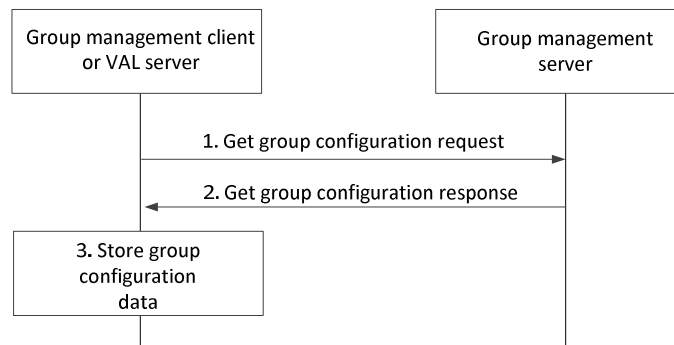 Group management client
or VAL server
Group management
server
1. Get group configuration request
2. Get group configuration response
3. Store group
configuration
data